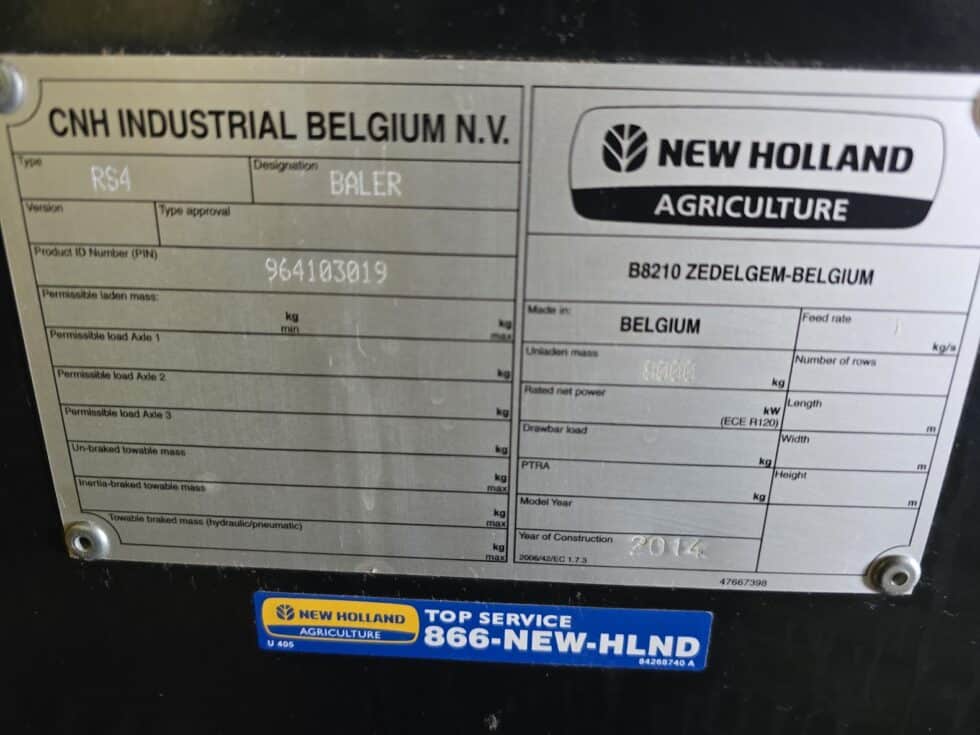 CNH INDUSTRIAL BELGIUM N.V.
Type
RS4
Designation
BALER
Version
Type approval
Product ID Number (PIN)
964103019
Permissible laden mass:
kg
min
kg
max
Permissible load Axle 1
kg
Permissible load Axle 2
kg
Permissible load Axle 3
kg
Un-braked towable mass
kg
Inertia-braked towable mass
kg
max
Towable braked mass (hydraulic/pneumatic)
kg
max
kg
max
NEW HOLLAND
AGRICULTURE
B8210 ZEDELGEM-BELGIUM
Made in:
BELGIUM
Feed rate
kg/s
Unladen mass
kg
Number of rows
Rated net power
kW
(ECE R120)
Length
m
Drawbar load
kg
Width
m
PTRA
kg
Height
m
Model Year
Year of Construction
2014
2006/42/EC 1.7.3
47667398
NEW HOLLAND
AGRICULTURE
U 405
TOP SERVICE
866-NEW-HLND
84268740 A